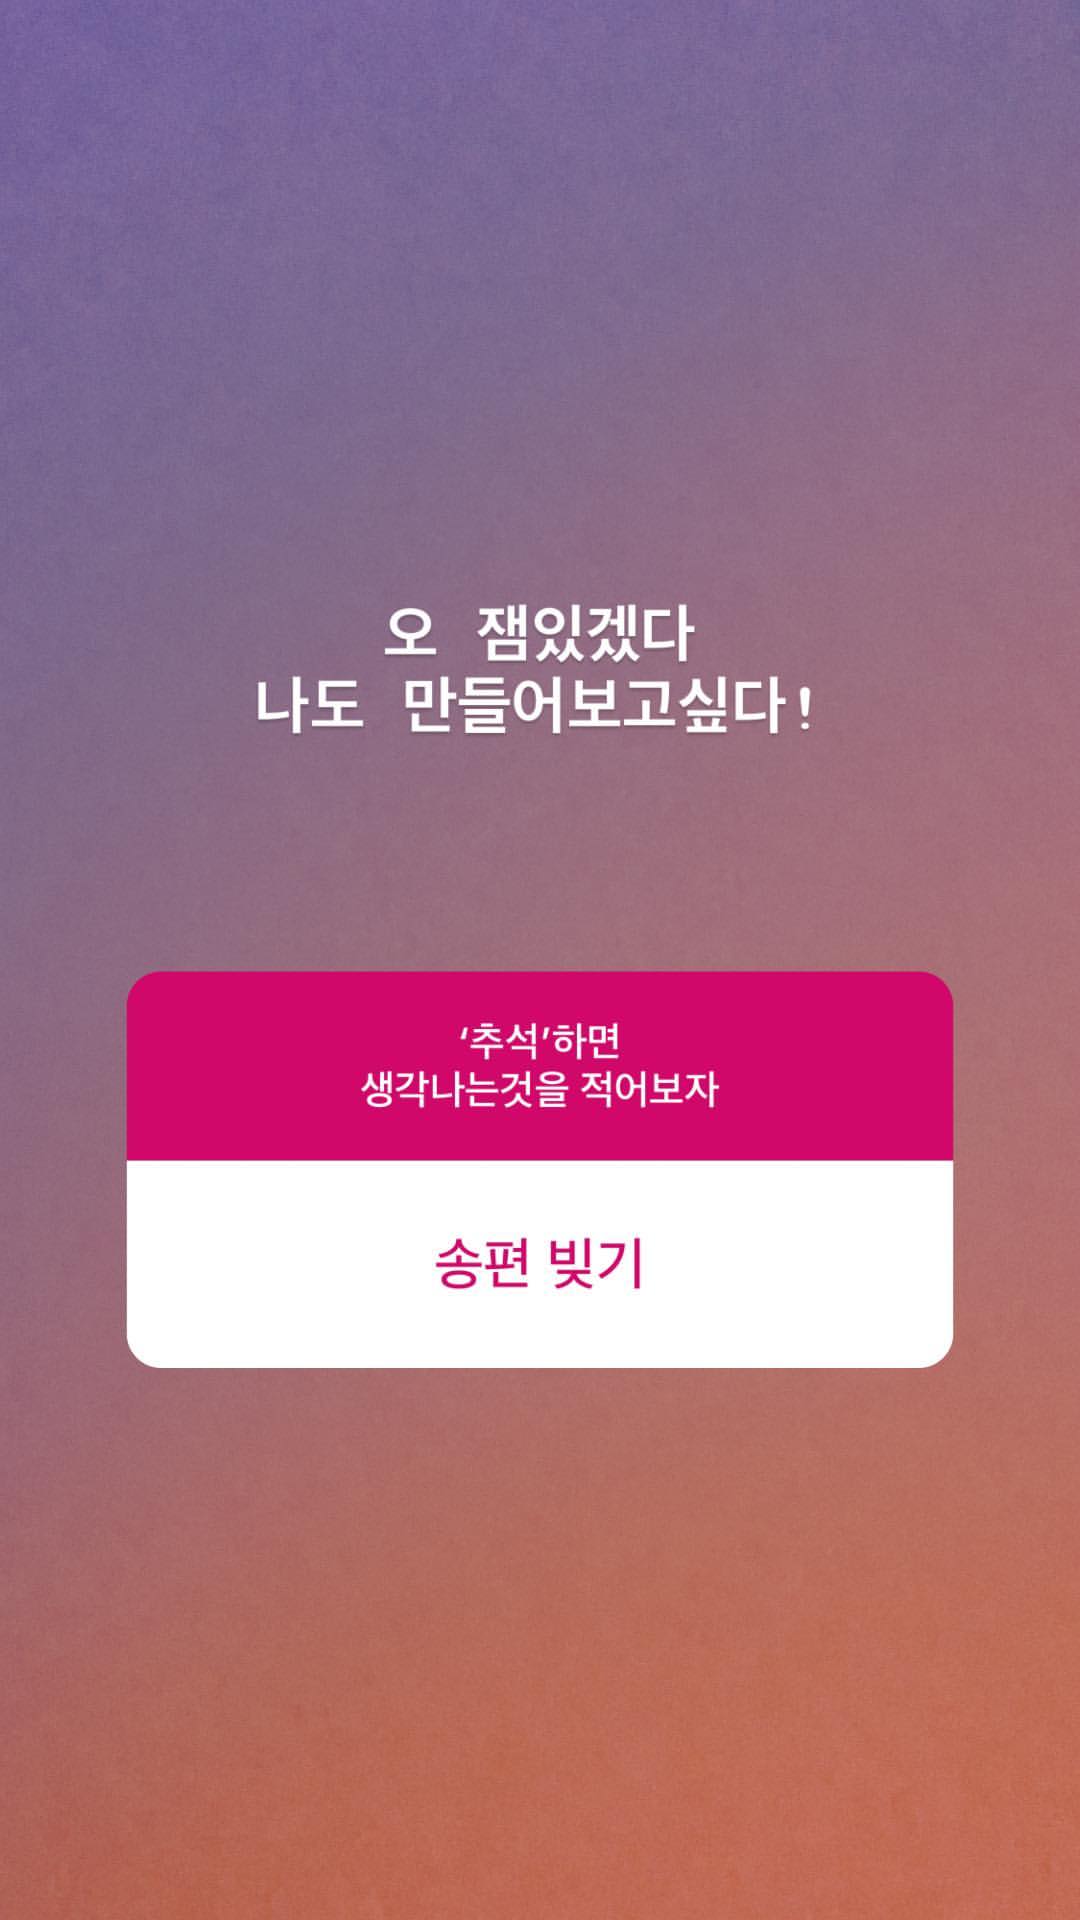 오 잼있겠다
나도 만들어보고싶다!
‘추석’하면
생각나는것을 적어보자
송편 빚기